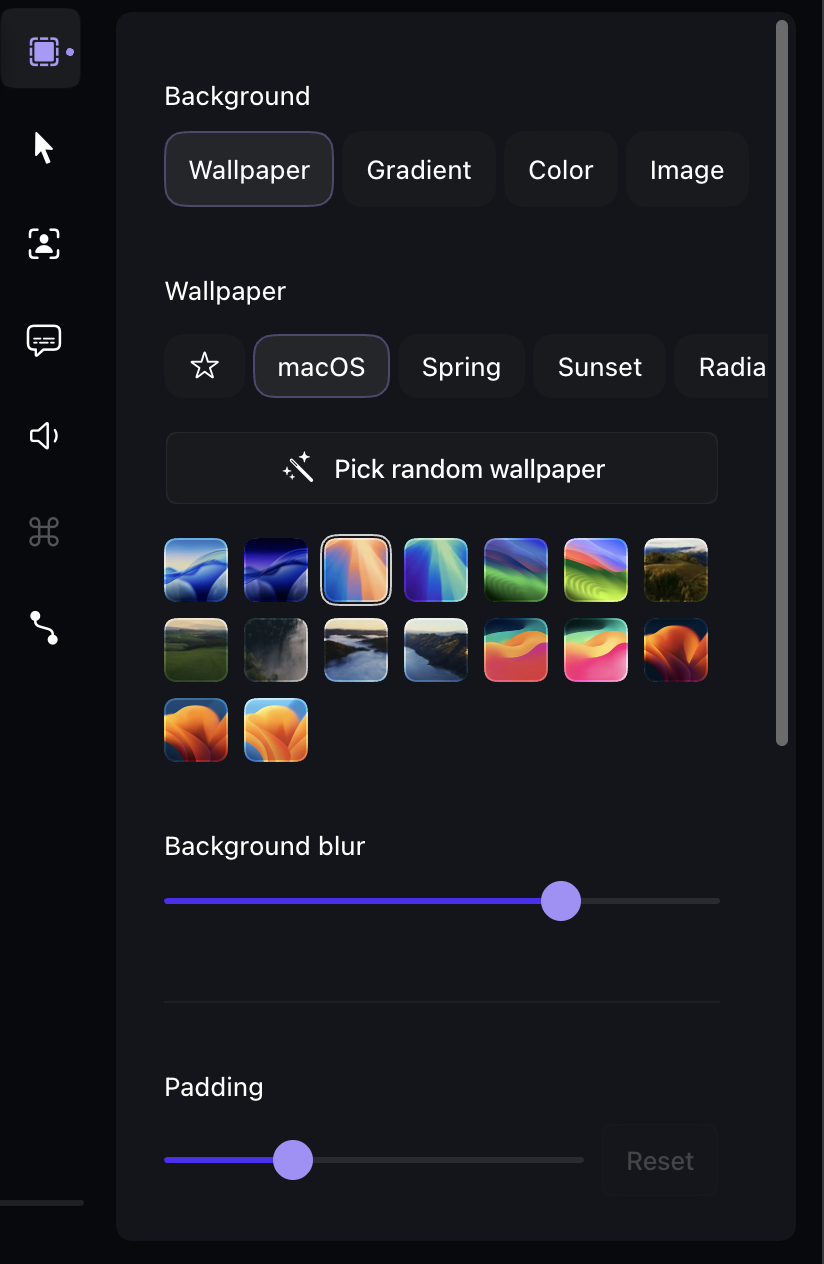 Background
Wallpaper Gradient Color Image
Wallpaper
macOS Spring Sunset Radia
Pick random wallpaper
Background blur
Padding
Reset